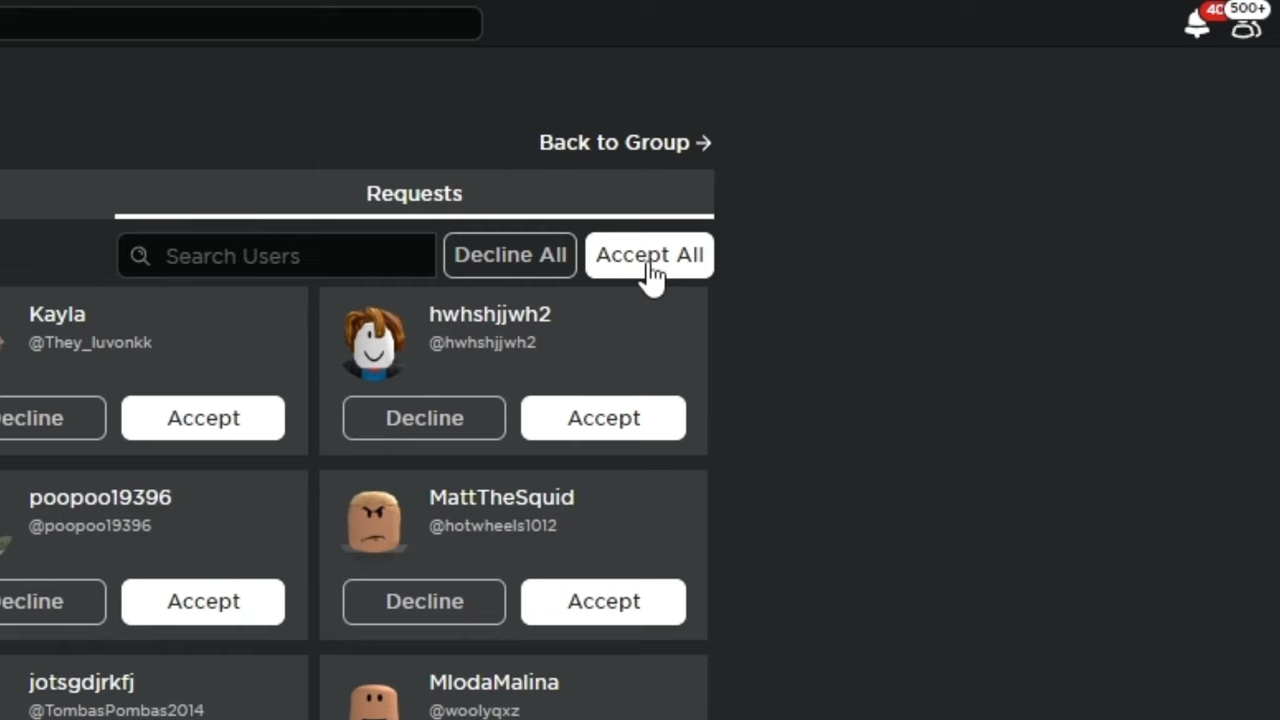 500+
Back to Group →
Requests
Search Users
Decline All
Accept All
Kayla
@They_luvonkk
Accept
hwhshjjwh2
@hwhshjjwh2
Decline
Accept
poopoo19396
@poopoo19396
Accept
MattTheSquid
@hotwheels1012
Decline
Accept
jotsgdjrkfj
@TombasPombas2014
MlodaMalina
@woolyqxz